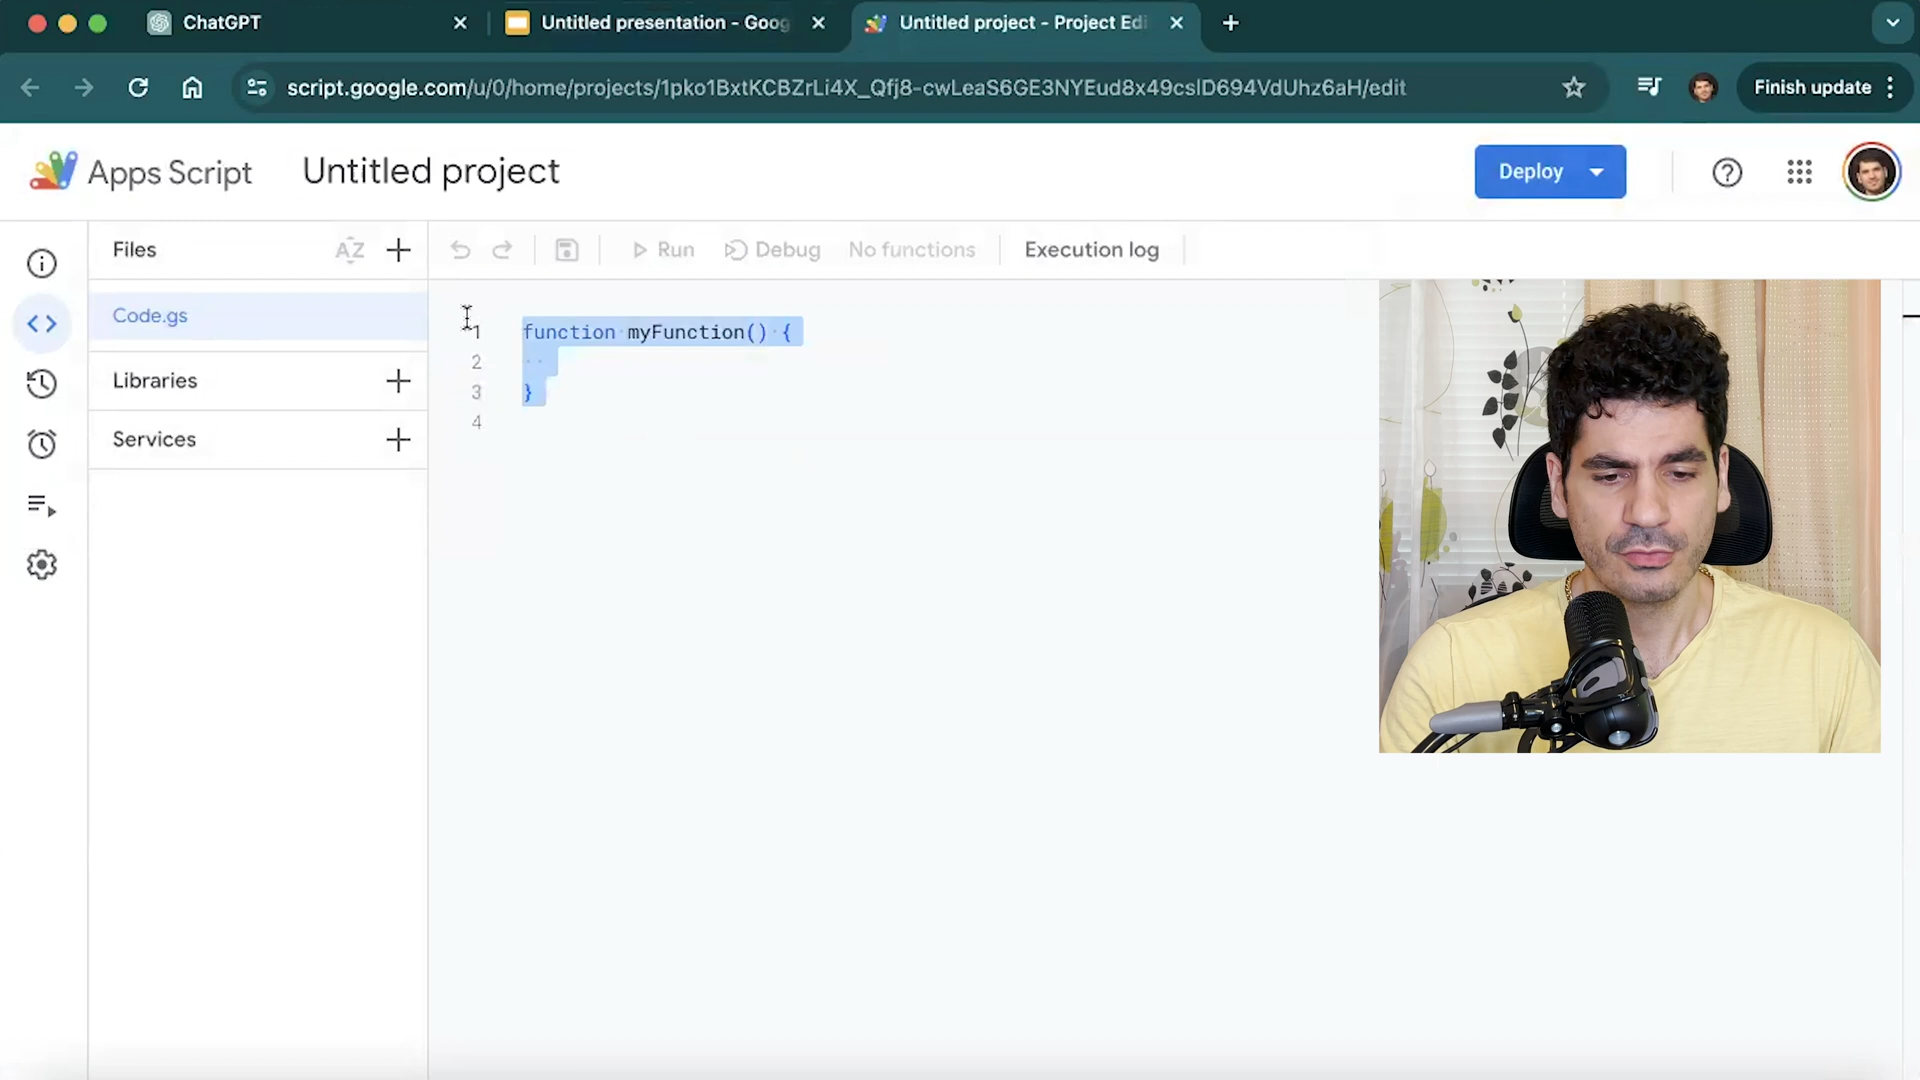 ChatGPT
Untitled presentation - Goog
Untitled project - Project Edi
script.google.com/u/0/home/projects/1pko1BxtKCBZrLi4X_Qfj8-cwLeaS6GE3NYEud8x49cslD694VdUhz6aH/edit
Finish update
Apps Script
Untitled project
Deploy
Files
AZ
Run
Debug
No functions
Execution log
Code.gs
Libraries
Services
1 function myFunction() {
2
3 }
4